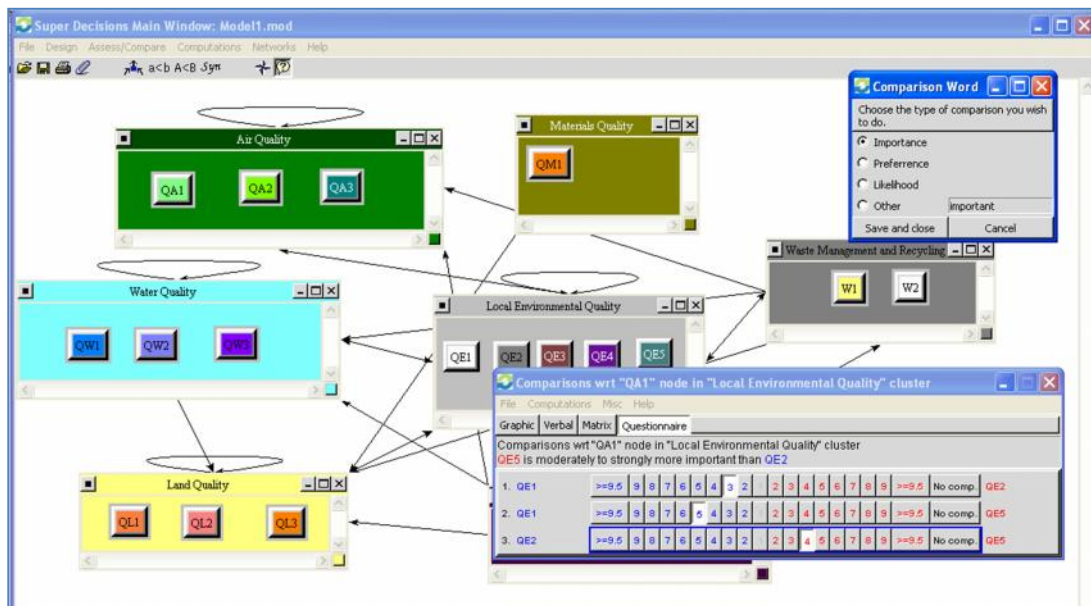 Super Decisions Main Window: Model1.mod
File Design Assess/Compare Computations Networks Help
a<b A<B Syn
Comparison Word
Choose the type of comparison you wish to do.
Importance
Preferrence
Likelihood
Other important
Save and close Cancel
Air Quality
QA1 QA2 QA3
Materials Quality
QM1
Waste Management and Recycling
W1 W2
Water Quality
QW1 QW2 QW3
Local Environmental Quality
QE1 QE2 QE3 QE4 QE5
Land Quality
QL1 QL2 QL3
Comparisons wrt "QA1" node in "Local Environmental Quality" cluster
File Computations Misc Help
Graphic Verbal Matrix Questionnaire
Comparisons wrt "QA1" node in "Local Environmental Quality" cluster
QE5 is moderately to strongly more important than QE2
1. QE1 >=9.5 9 8 7 6 5 4 3 2 1 2 3 4 5 6 7 8 9 >=9.5 No comp. QE2
2. QE1 >=9.5 9 8 7 6 5 4 3 2 1 2 3 4 5 6 7 8 9 >=9.5 No comp. QE5
3. QE2 >=9.5 9 8 7 6 5 4 3 2 1 2 3 4 5 6 7 8 9 >=9.5 No comp. QE5